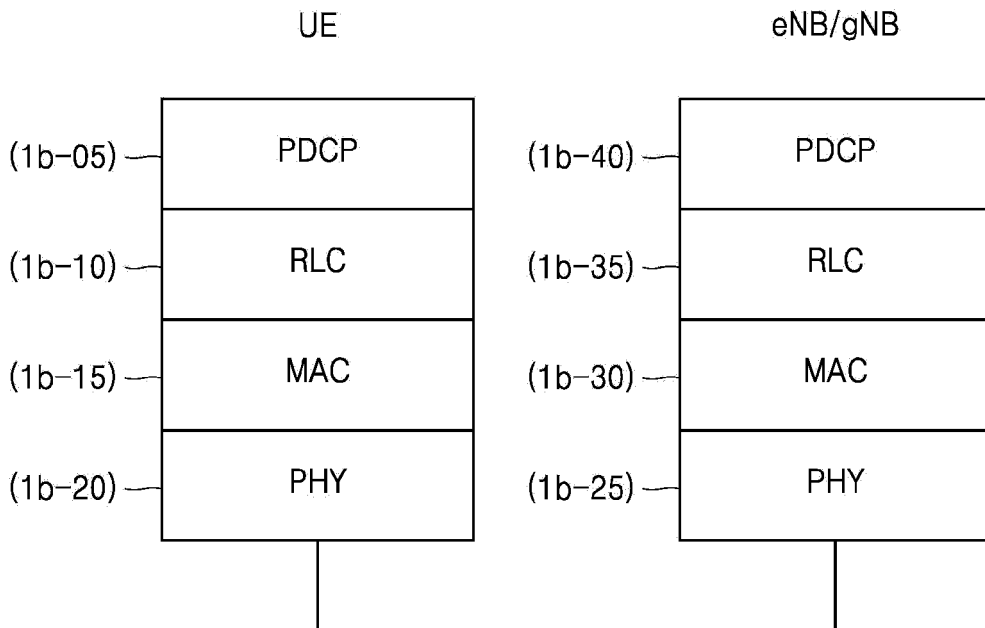 UE eNB/gNB
(1b-05) PDCP (1b-40) PDCP
(1b-10) RLC (1b-35) RLC
(1b-15) MAC (1b-30) MAC
(1b-20) PHY (1b-25) PHY